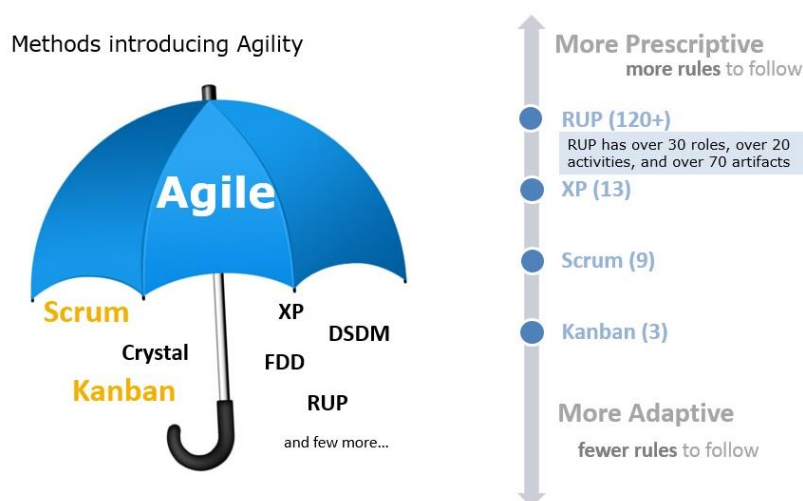 Methods introducing Agility
Agile
Scrum
XP
DSDM
Crystal
FDD
Kanban
RUP
and few more...
More Prescriptive
more rules to follow
RUP (120+)
RUP has over 30 roles, over 20
activities, and over 70 artifacts
XP (13)
Scrum (9)
Kanban (3)
More Adaptive
fewer rules to follow